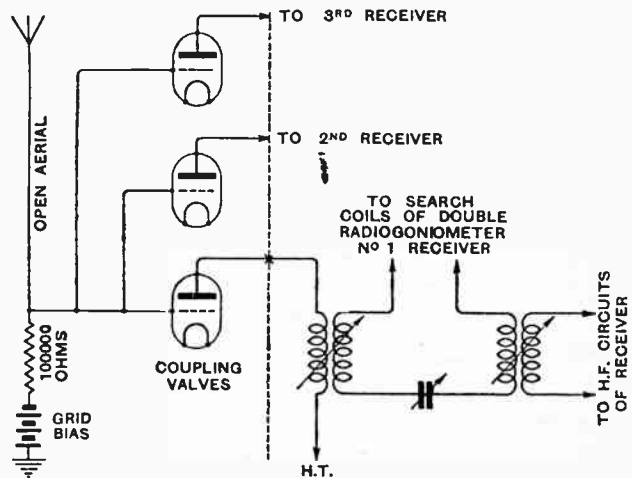 TO 3RD RECEIVER
TO 2ND RECEIVER
OPEN AERIAL
TO SEARCH
COILS OF DOUBLE
RADIOGONIOMETER
Nº 1 RECEIVER
100000
OHMS
COUPLING
VALVES
GRID
BIAS
H.T.
TO H.F. CIRCUITS
OF RECEIVER